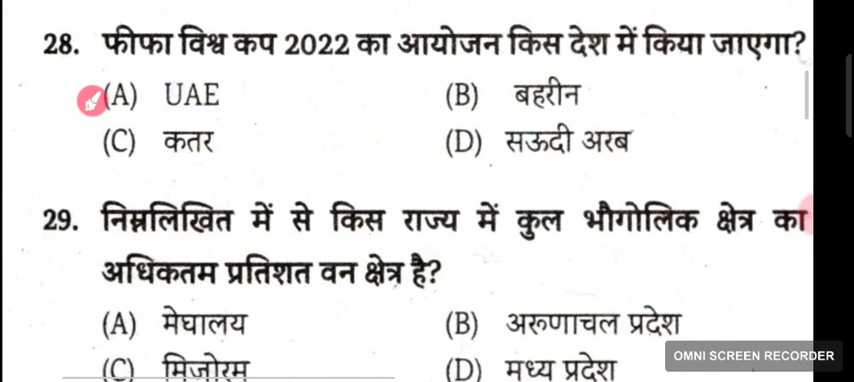 28. फीफा विश्व कप 2022 का आयोजन किस देश में किया जाएगा?
(A) UAE (B) बहरीन
(C) कतर (D) सऊदी अरब
29. निम्नलिखित में से किस राज्य में कुल भौगोलिक क्षेत्र का
अधिकतम प्रतिशत वन क्षेत्र है?
(A) मेघालय (B) अरुणाचल प्रदेश
(C) मिजोरम (D) मध्य प्रदेश
OMNI SCREEN RECORDER